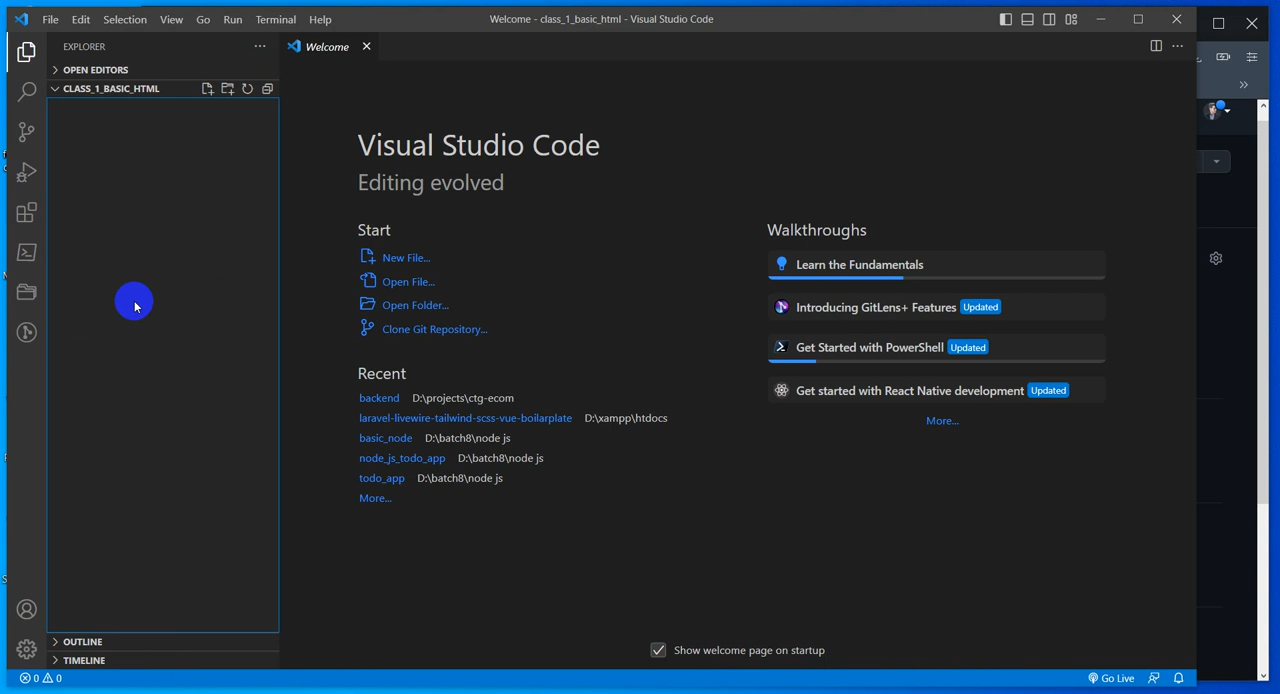 File Edit Selection View Go Run Terminal Help
Welcome - class_1_basic_html - Visual Studio Code
EXPLORER
Welcome
OPEN EDITORS
CLASS_1_BASIC_HTML
Visual Studio Code
Editing evolved
Start
New File...
Open File...
Open Folder...
Clone Git Repository...
Recent
backend D:\projects\ctg-ecom
laravel-livewire-tailwind-scss-vue-boilarplate D:\xampp\htdocs
basic_node D:\batch8\node js
node_js_todo_app D:\batch8\node js
todo_app D:\batch8\node js
More...
Walkthroughs
Learn the Fundamentals
Introducing GitLens+ Features Updated
Get Started with PowerShell Updated
Get started with React Native development Updated
More...
Show welcome page on startup
OUTLINE
TIMELINE
0 0
Go Live